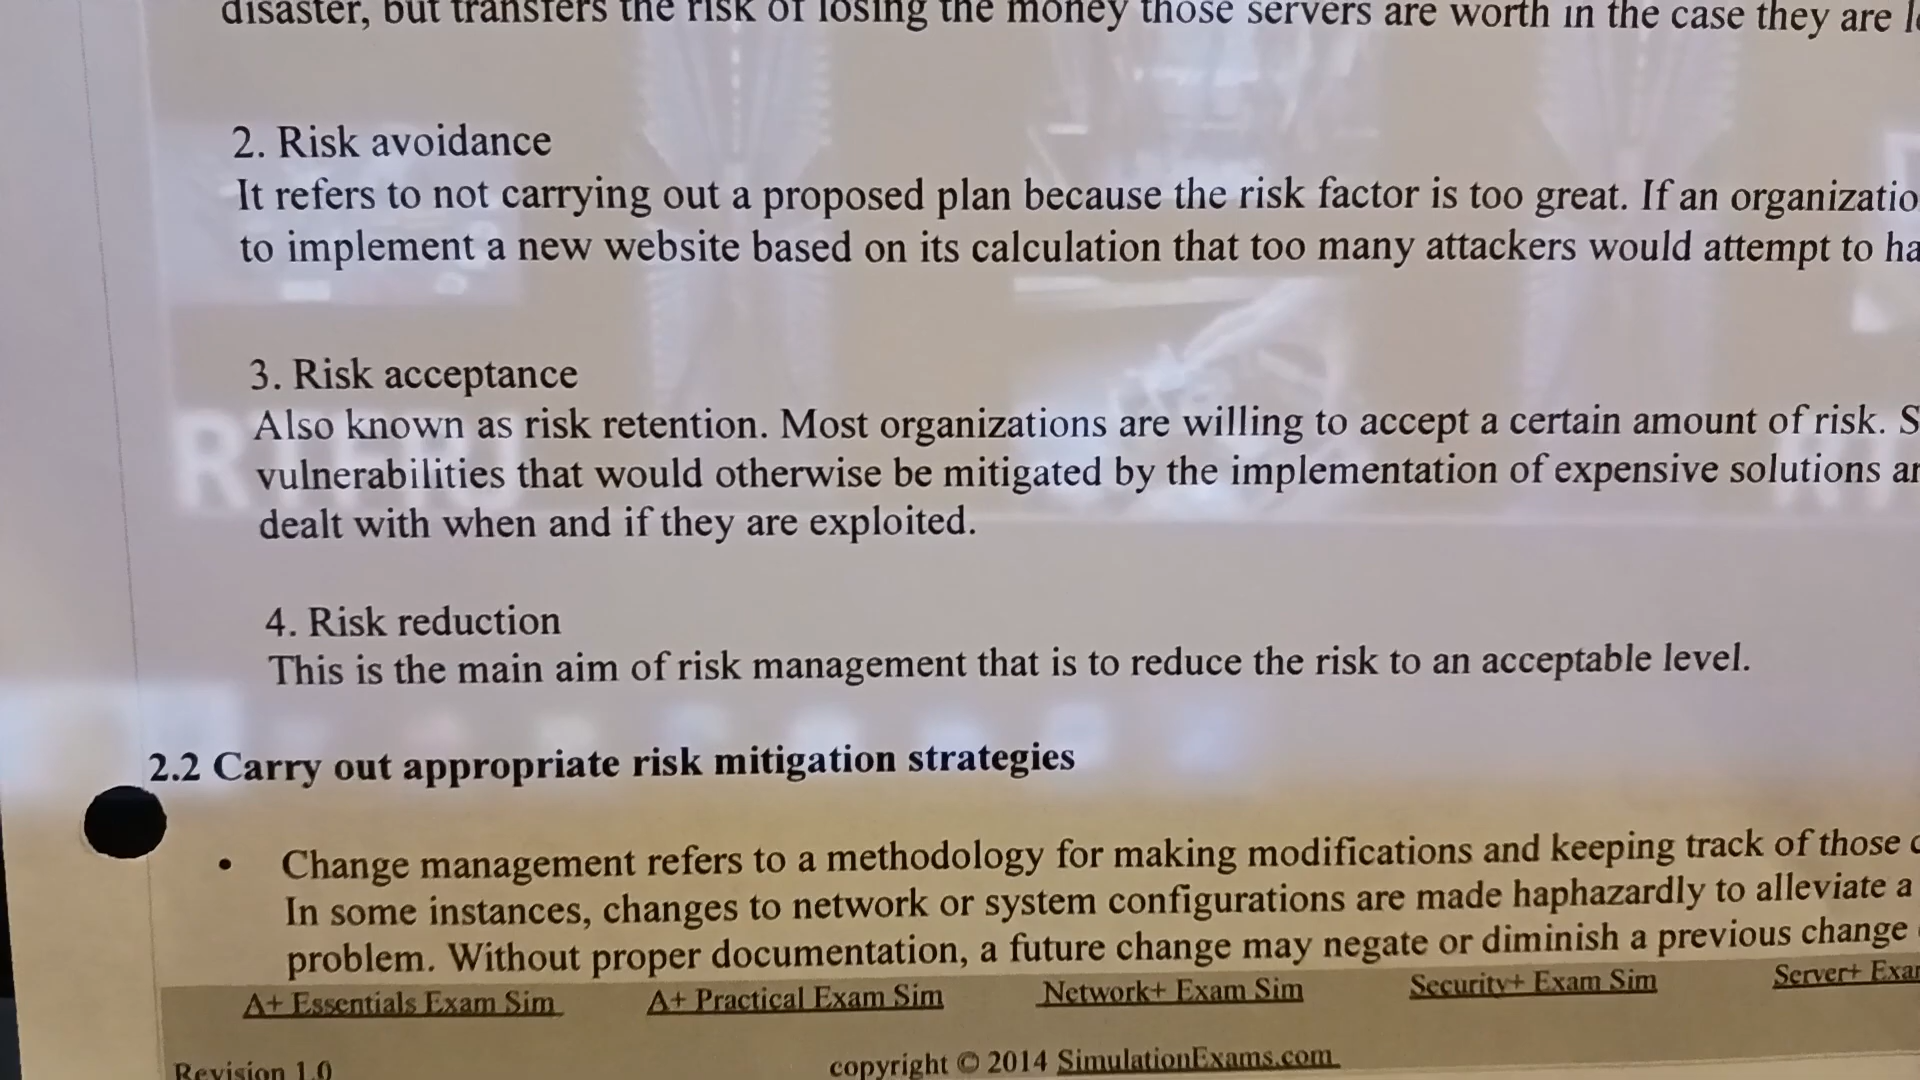 disaster, but transfers the risk of losing the money those servers are worth in the case they are
2. Risk avoidance
It refers to not carrying out a proposed plan because the risk factor is too great. If an organizatio
to implement a new website based on its calculation that too many attackers would attempt to ha
3. Risk acceptance
Also known as risk retention. Most organizations are willing to accept a certain amount of risk. S
vulnerabilities that would otherwise be mitigated by the implementation of expensive solutions ar
dealt with when and if they are exploited.
4. Risk reduction
This is the main aim of risk management that is to reduce the risk to an acceptable level.
2.2 Carry out appropriate risk mitigation strategies
• Change management refers to a methodology for making modifications and keeping track of those c
In some instances, changes to network or system configurations are made haphazardly to alleviate a
problem. Without proper documentation, a future change may negate or diminish a previous change
A+ Essentials Exam Sim A+ Practical Exam Sim Network+ Exam Sim Security+ Exam Sim Server+ Exar
Revision 1.0 copyright © 2014 SimulationExams.com